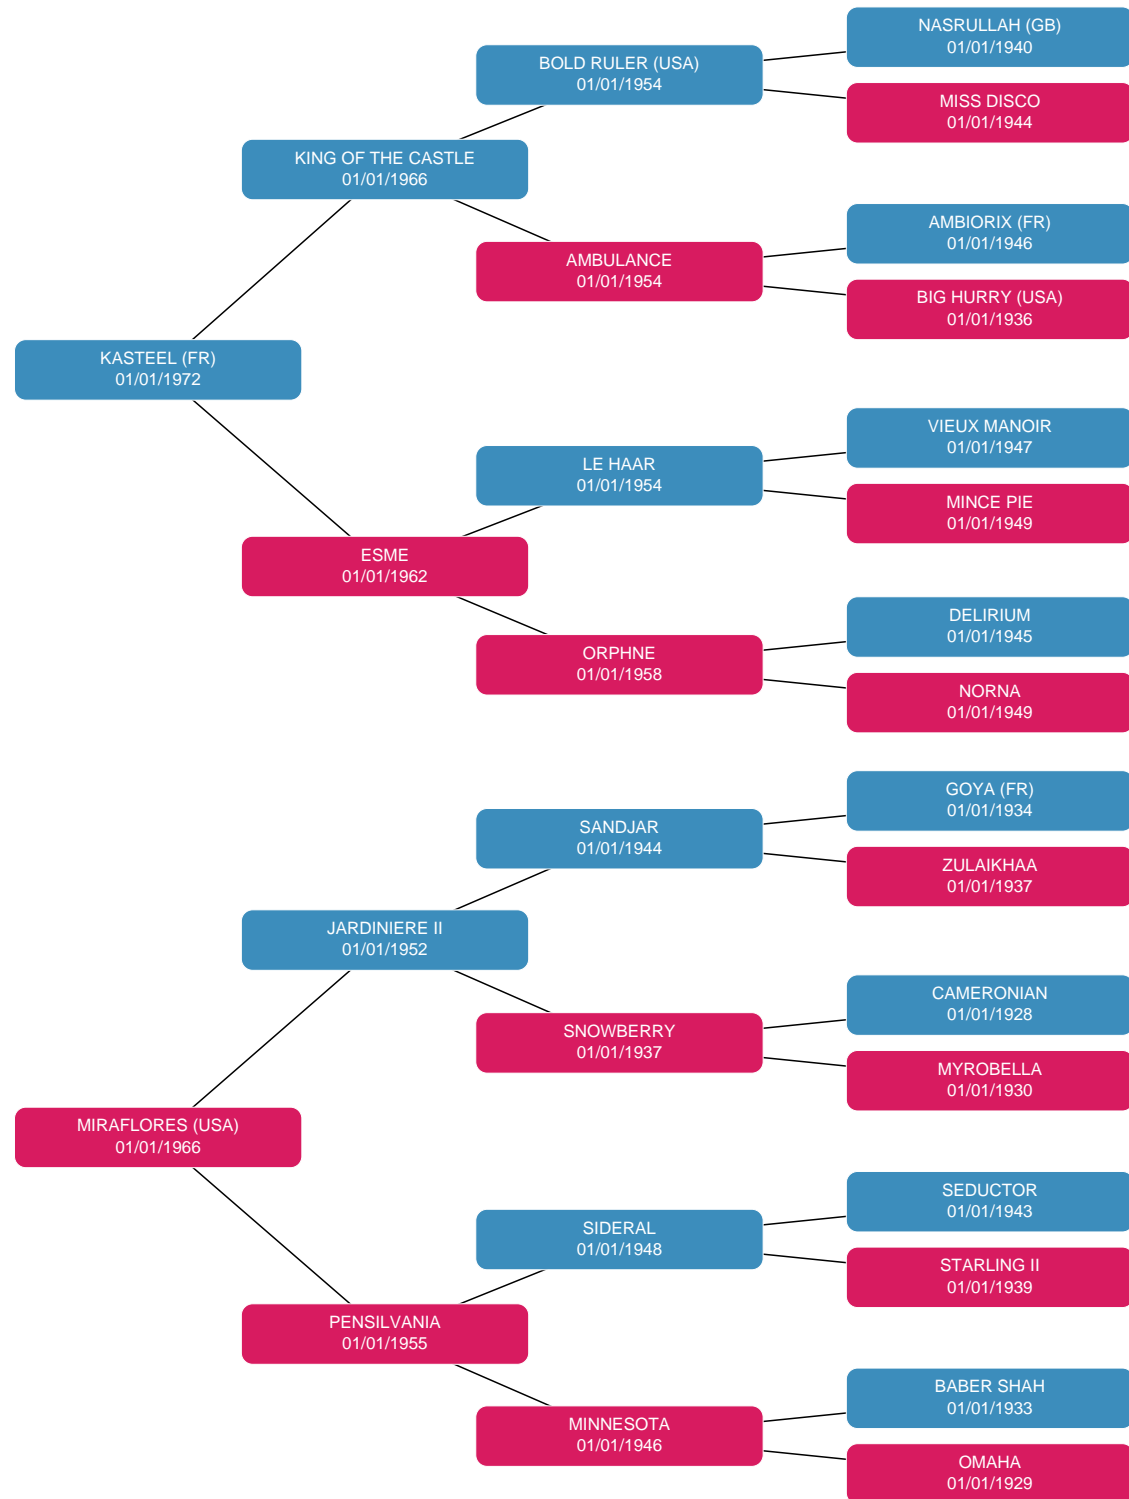 NASRULLAH (GB)
01/01/1940
BOLD RULER (USA)
01/01/1954
MISS DISCO
01/01/1944
KING OF THE CASTLE
01/01/1966
AMBIORIX (FR)
01/01/1946
AMBULANCE
01/01/1954
BIG HURRY (USA)
01/01/1936
KASTEEL (FR)
01/01/1972
VIEUX MANOIR
01/01/1947
LE HAAR
01/01/1954
MINCE PIE
01/01/1949
ESME
01/01/1962
DELIRIUM
01/01/1945
ORPHNE
01/01/1958
NORNA
01/01/1949
GOYA (FR)
01/01/1934
SANDJAR
01/01/1944
ZULAIKHAA
01/01/1937
JARDINIERE II
01/01/1952
CAMERONIAN
01/01/1928
SNOWBERRY
01/01/1937
MYROBELLA
01/01/1930
MIRAFLORES (USA)
01/01/1966
SEDUCTOR
01/01/1943
SIDERAL
01/01/1948
STARLING II
01/01/1939
PENSILVANIA
01/01/1955
BABER SHAH
01/01/1933
MINNESOTA
01/01/1946
OMAHA
01/01/1929